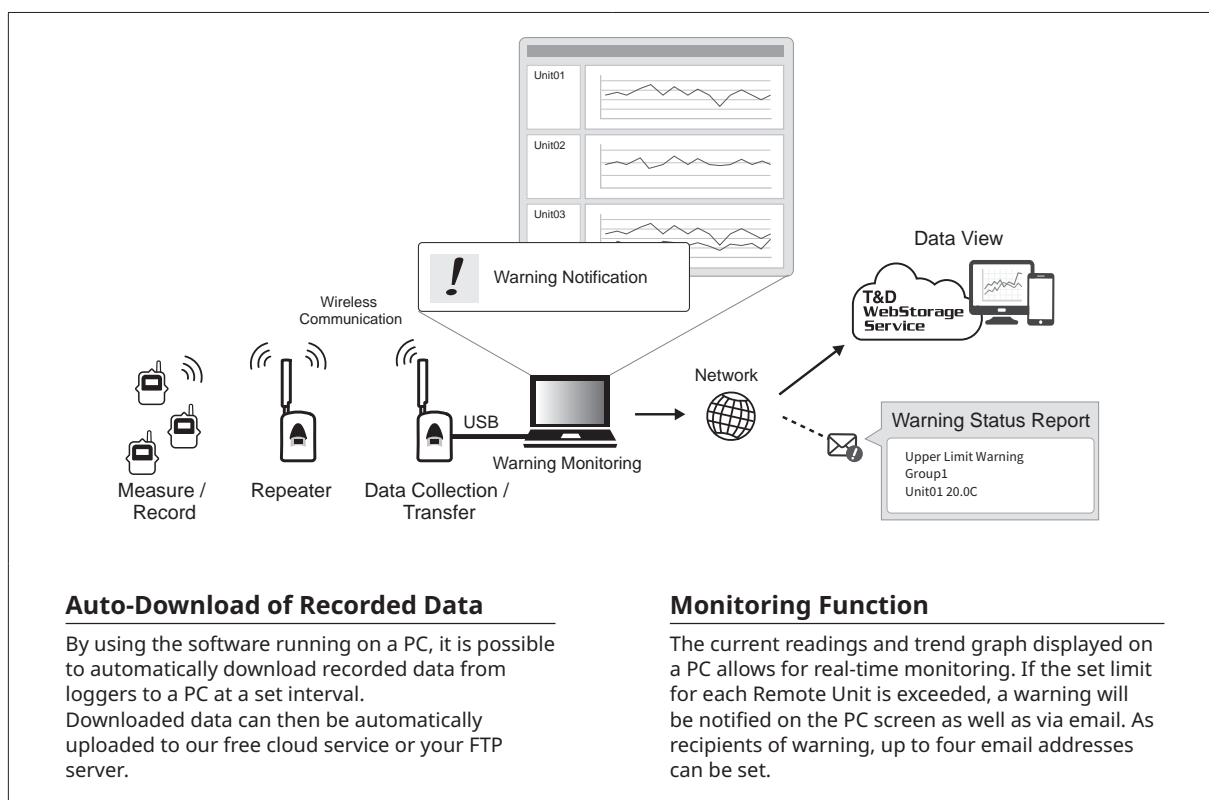 Unit01
Unit02
Unit03
Warning Notification
Data View
T&D
WebStorage
Service
Wireless
Communication
Network
USB
Warning Monitoring
Warning Status Report
Upper Limit Warning
Group1
Unit01 20.0C
Measure /
Record
Repeater
Data Collection /
Transfer
Auto-Download of Recorded Data
By using the software running on a PC, it is possible
to automatically download recorded data from
loggers to a PC at a set interval.
Downloaded data can then be automatically
uploaded to our free cloud service or your FTP
server.
Monitoring Function
The current readings and trend graph displayed on
a PC allows for real-time monitoring. If the set limit
for each Remote Unit is exceeded, a warning will
be notified on the PC screen as well as via email. As
recipients of warning, up to four email addresses
can be set.